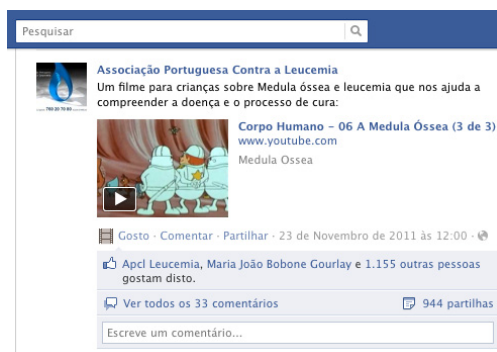 Pesquisar
Associação Portuguesa Contra a Leucemia
Um filme para crianças sobre Medula óssea e leucemia que nos ajuda a
compreender a doença e o processo de cura:
Corpo Humano - 06 A Medula Óssea (3 de 3)
www.youtube.com
Medula Ossea
Gosto · Comentar · Partilhar · 23 de Novembro de 2011 às 12:00 ·
Apcl Leucemia, Maria João Bobone Gourlay e 1.155 outras pessoas
gostam disto.
Ver todos os 33 comentários
944 partilhas
Escreve um comentário...